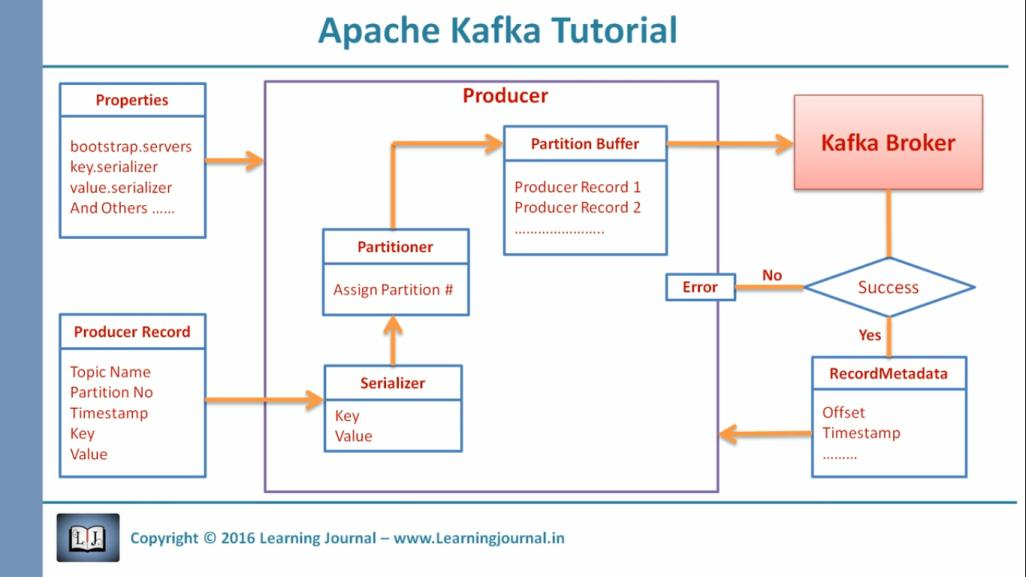 Apache Kafka Tutorial
Properties
bootstrap.servers
key.serializer
value.serializer
And Others ......
Producer
Partition Buffer
Producer Record 1
Producer Record 2
........................
Kafka Broker
Partitioner
Assign Partition #
Error
No
Success
Yes
Producer Record
Topic Name
Partition No
Timestamp
Key
Value
Serializer
Key
Value
RecordMetadata
Offset
Timestamp
.........
LJ
Copyright © 2016 Learning Journal – www.Learningjournal.in